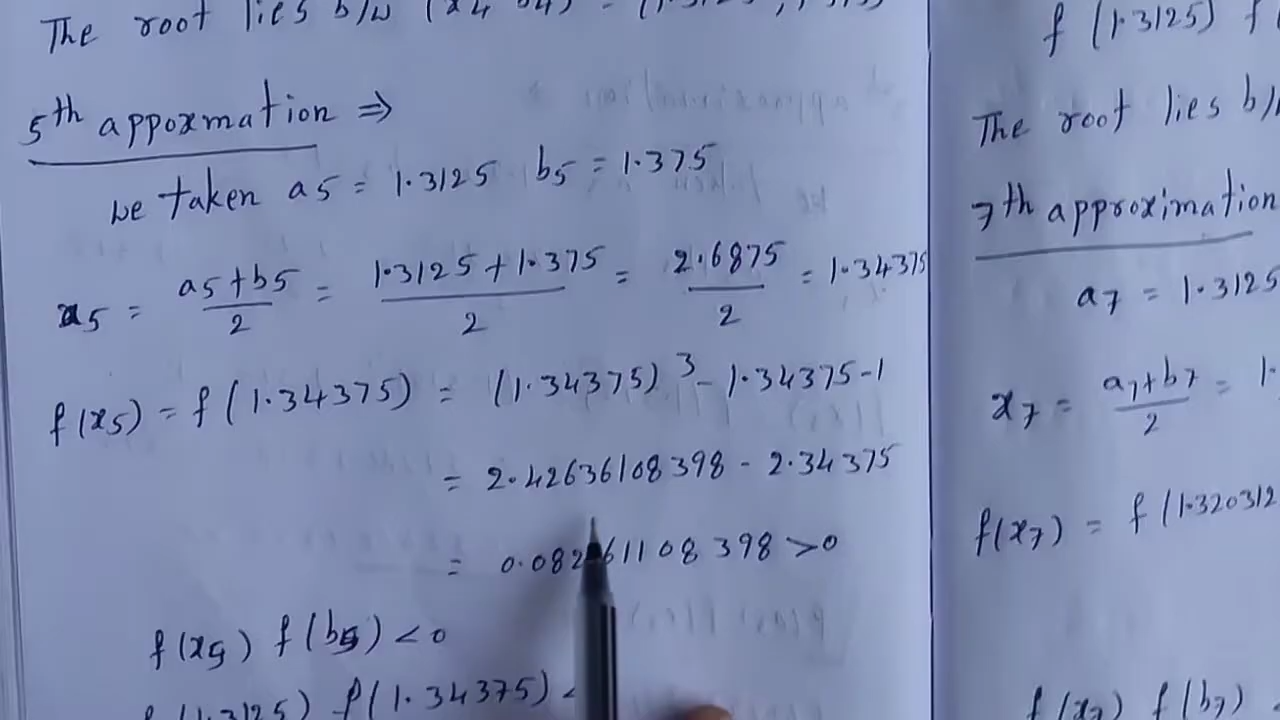 The root lies b/w
5th appoxmation ⇒
we taken a5 = 1.3125 b5 = 1.375
x5 = a5+b5/2 = 1.3125+1.375/2 = 2.6875/2 = 1.34375
f(x5) = f(1.34375) = (1.34375)^3 - 1.34375-1
= 2.42636108398 - 2.34375
= 0.08261108398 >0
f(x5) f(b5) <0
f(1.3125) f(1.34375) <
f(1.3125) f
The root lies b/
7th approximation
a7 = 1.3125
x7 = a7+b7/2 = 1.
f(x7) = f(1.320312
f(x7) f(b7)